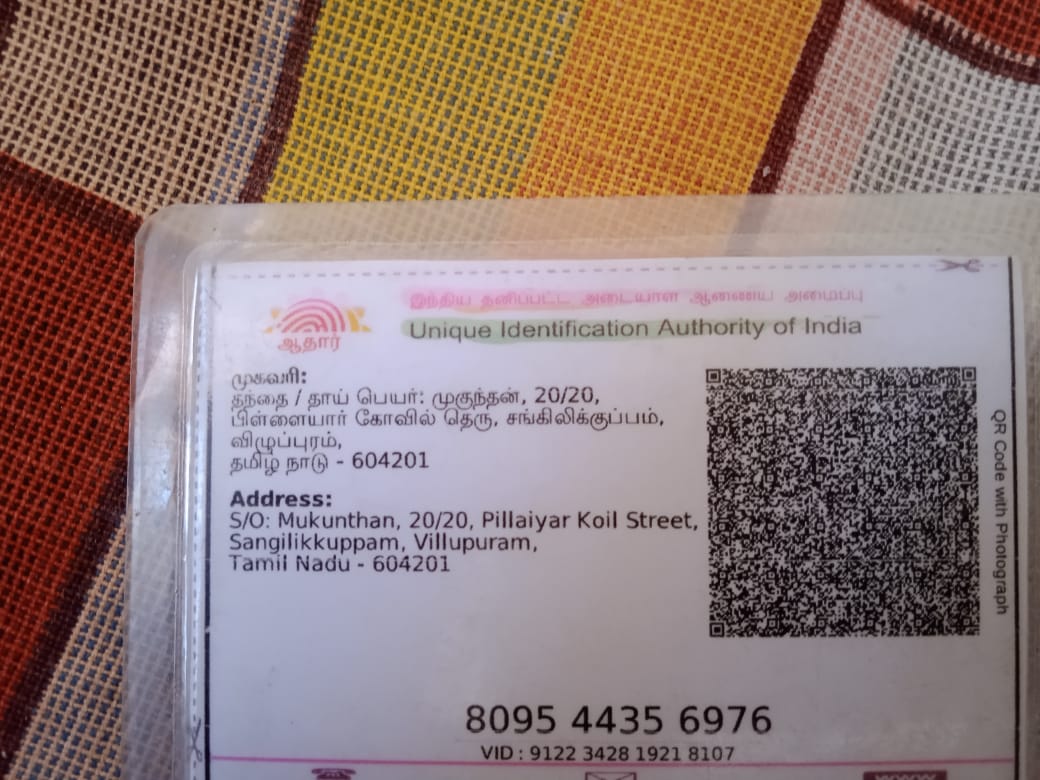 இந்திய தனிப்பட்ட அடையாள ஆணைய அமைப்பு
Unique Identification Authority of India
ஆதார்
முகவரி:
தந்தை / தாய் பெயர்: முகுந்தன், 20/20,
பிள்ளையார் கோவில் தெரு, சங்கிலிக்குப்பம்,
விழுப்புரம்,
தமிழ் நாடு - 604201
Address:
S/O: Mukunthan, 20/20, Pillaiyar Koil Street,
Sangilikkuppam, Villupuram,
Tamil Nadu - 604201
QR Code with Photograph
8095 4435 6976
VID : 9122 3428 1921 8107